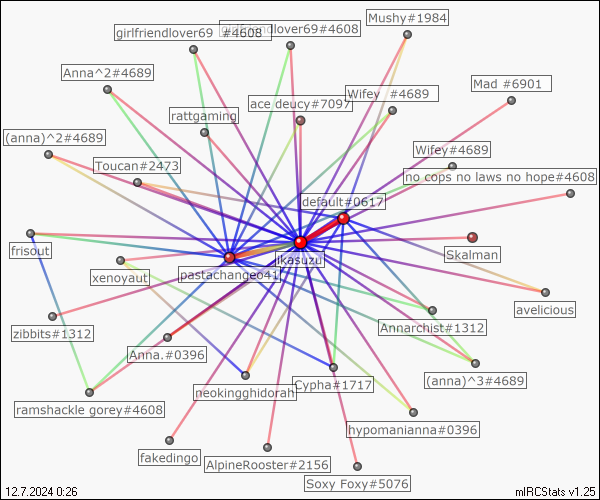 Mushy#1984
girlfriendlover69 #4608
girlfriendlover69#4608
Anna^2#4689
Mad #6901
Wifey #4689
ace deucy#7097
rattgaming
(anna)^2#4689
Wifey#4689
Toucan#2473
no cops no laws no hope#4608
default#0617
frisout
Skalman
ikasuzu
pastachangeo41
xenoyaut
avelicious
Annarchist#1312
zibbits#1312
Anna.#0396
(anna)^3#4689
Cypha#1717
neokingghidorah
ramshackle gorey#4608
hypomanianna#0396
fakedingo
AlpineRooster#2156
Soxy Foxy#5076
12.7.2024 0:26
mIRCStats v1.25